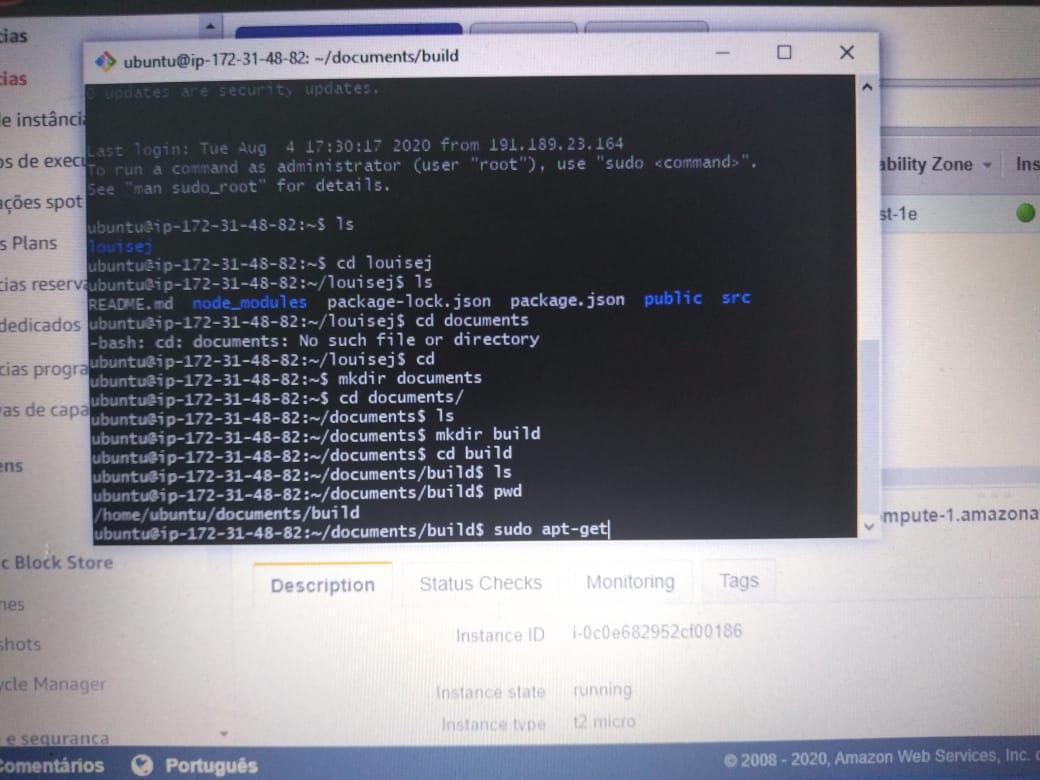 ubuntu@ip-172-31-48-82: ~/documents/build
0 updates are security updates.
Last login: Tue Aug  4 17:30:17 2020 from 191.189.23.164
To run a command as administrator (user "root"), use "sudo <command>".
See "man sudo_root" for details.
ubuntu@ip-172-31-48-82:~$ ls
louisej
ubuntu@ip-172-31-48-82:~$ cd louisej
ubuntu@ip-172-31-48-82:~/louisej$ ls
README.md  node_modules  package-lock.json  package.json  public  src
ubuntu@ip-172-31-48-82:~/louisej$ cd documents
-bash: cd: documents: No such file or directory
ubuntu@ip-172-31-48-82:~/louisej$ cd
ubuntu@ip-172-31-48-82:~$ mkdir documents
ubuntu@ip-172-31-48-82:~$ cd documents/
ubuntu@ip-172-31-48-82:~/documents$ ls
ubuntu@ip-172-31-48-82:~/documents$ mkdir build
ubuntu@ip-172-31-48-82:~/documents$ cd build
ubuntu@ip-172-31-48-82:~/documents/build$ ls
ubuntu@ip-172-31-48-82:~/documents/build$ pwd
/home/ubuntu/documents/build
ubuntu@ip-172-31-48-82:~/documents/build$ sudo apt-get
cias
cias
de instância
os de execu
ações spot
s Plans
cias reserva
dedicados
cias progra
vas de capa
ens
c Block Store
nes
shots
ycle Manager
e segurança
ability Zone
Ins
st-1e
mpute-1.amazona
Description
Status Checks
Monitoring
Tags
Instance ID i-0c0e682952cf00186
Instance state running
Instance type t2 micro
Comentários
Português
© 2008 - 2020, Amazon Web Services, Inc.